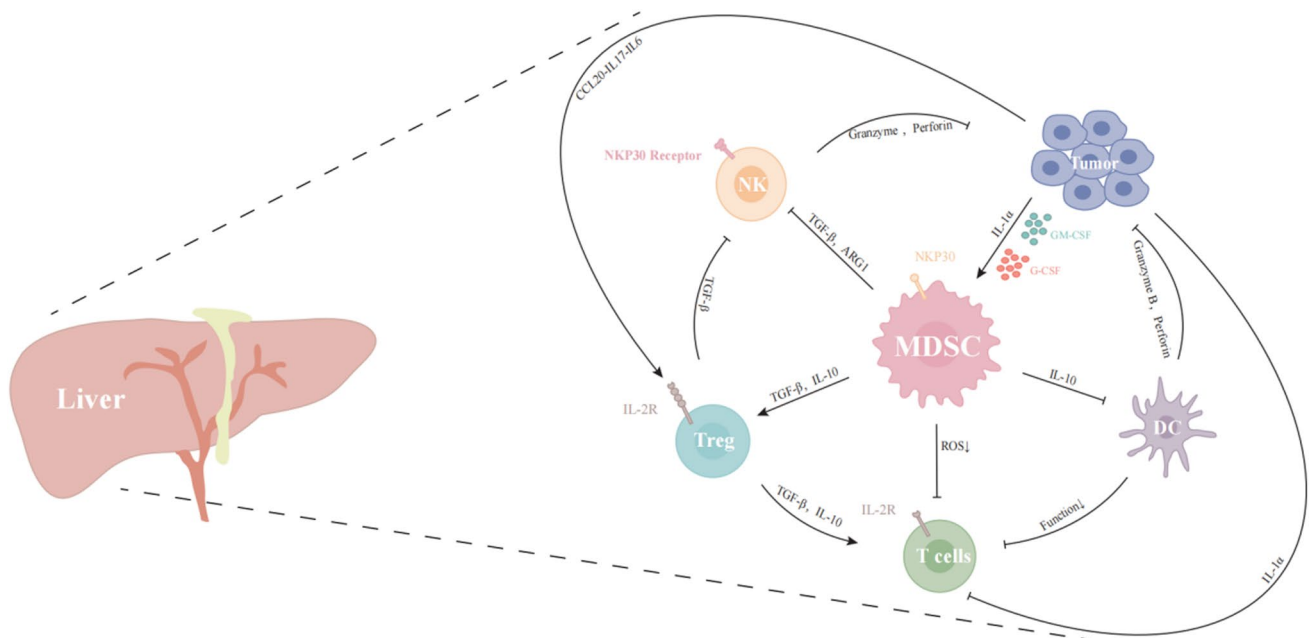 CCL20-IL17-IL6
Granzyme , Perforin
NKP30 Receptor
NK
Tumor
IL-1α
GM-CSF
G-CSF
TGF-β, ARG1
NKP30
TGF-β
Granzyme B, Perforin
MDSC
Liver
TGF-β, IL-10
IL-10
IL-2R
Treg
DC
ROS↓
TGF-β, IL-10
IL-2R
Function↓
T cells
IL-1α